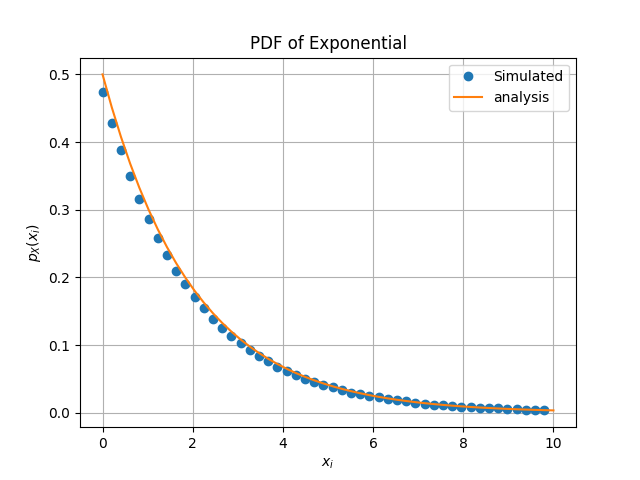 PDF of Exponential
Simulated
analysis
0.5
0.4
0.3
0.2
0.1
0.0
p_X(x_i)
0 2 4 6 8 10
x_i